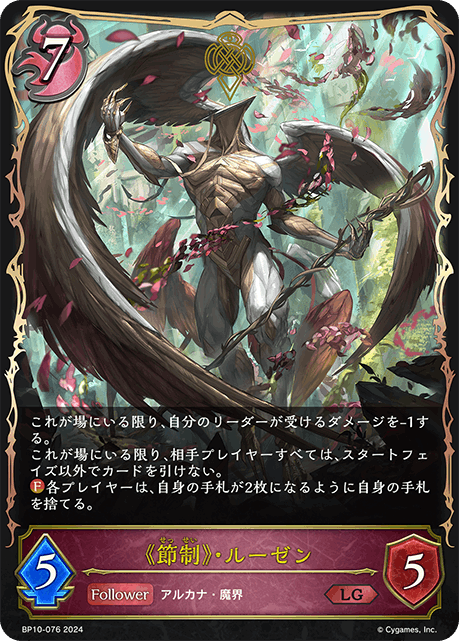 7
これが場にいる限り、自分のリーダーが受けるダメージを-1す
る。
これが場にいる限り、相手プレイヤーすべては、スタートフェ
イズ以外でカードを引けない。
F各プレイヤーは、自身の手札が2枚になるように自身の手札
を捨てる。
せっ せい
《節制》・ルーゼン
5
Follower アルカナ・魔界
LG
5
BP10-076 2024
© Cygames, Inc.